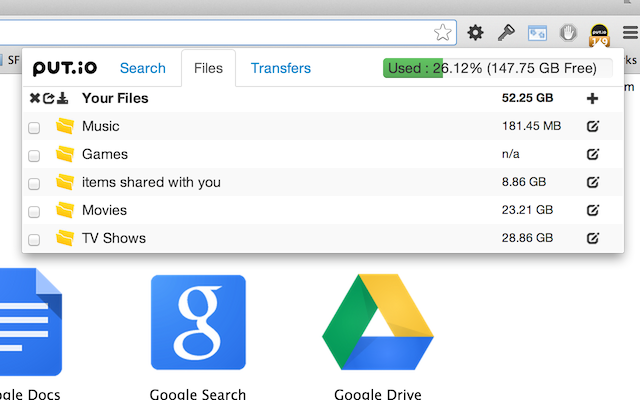 SF
rks
m
PUT.IO Search Files Transfers Used : 26.12% (147.75 GB Free)
Your Files 52.25 GB
Music 181.45 MB
Games n/a
items shared with you 8.86 GB
Movies 23.21 GB
TV Shows 28.86 GB
g
gle Docs Google Search Google Drive